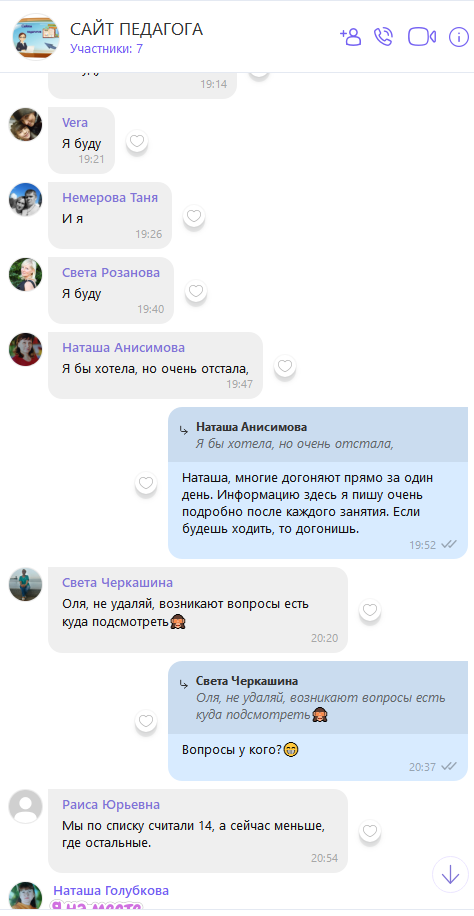 САЙТ ПЕДАГОГА
Участники: 7
19:14
Vera
Я буду
19:21
Немерова Таня
И я
19:26
Света Розанова
Я буду
19:40
Наташа Анисимова
Я бы хотела, но очень отстала,
19:47
Наташа Анисимова
Я бы хотела, но очень отстала,
Наташа, многие догоняют прямо за один
день. Информацию здесь я пишу очень
подробно после каждого занятия. Если
будешь ходить, то догонишь.
19:52
Света Черкашина
Оля, не удаляй, возникают вопросы есть
куда подсмотреть🙈
20:20
Света Черкашина
Оля, не удаляй, возникают вопросы есть
куда подсмотреть🙈
Вопросы у кого?😁
20:37
Раиса Юрьевна
Мы по списку считали 14, а сейчас меньше,
где остальные.
20:54
Наташа Голубкова
Я на месте